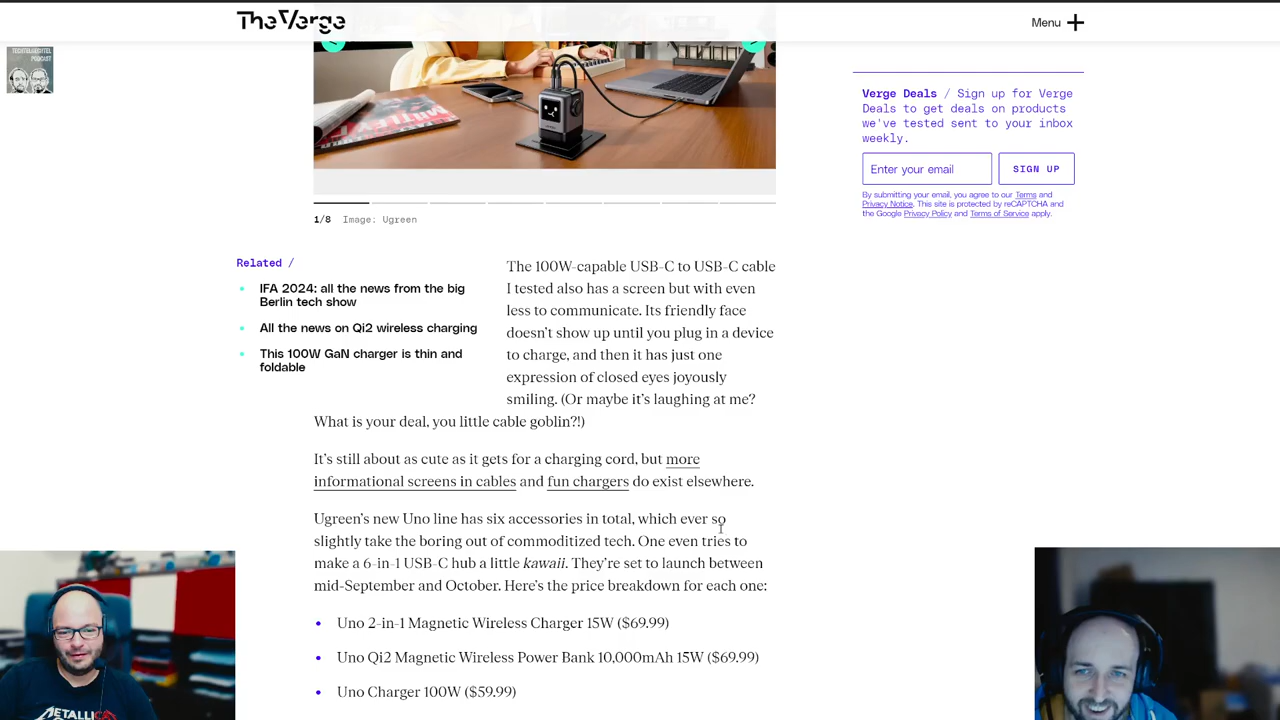 The Verge
Menu
TECHTELMECHTEL
PODCAST
Verge Deals / Sign up for Verge
Deals to get deals on products
we've tested sent to your inbox
weekly.
Enter your email
SIGN UP
By submitting your email, you agree to our Terms and
Privacy Notice. This site is protected by reCAPTCHA and
the Google Privacy Policy and Terms of Service apply.
1/8 Image: Ugreen
Related /
IFA 2024: all the news from the big
Berlin tech show
All the news on Qi2 wireless charging
This 100W GaN charger is thin and
foldable
The 100W-capable USB-C to USB-C cable
I tested also has a screen but with even
less to communicate. Its friendly face
doesn't show up until you plug in a device
to charge, and then it has just one
expression of closed eyes joyously
smiling. (Or maybe it's laughing at me?
What is your deal, you little cable goblin?!)
It's still about as cute as it gets for a charging cord, but more
informational screens in cables and fun chargers do exist elsewhere.
Ugreen's new Uno line has six accessories in total, which ever so
slightly take the boring out of commoditized tech. One even tries to
make a 6-in-1 USB-C hub a little kawaii. They're set to launch between
mid-September and October. Here's the price breakdown for each one:
Uno 2-in-1 Magnetic Wireless Charger 15W ($69.99)
Uno Qi2 Magnetic Wireless Power Bank 10,000mAh 15W ($69.99)
Uno Charger 100W ($59.99)
METALLICA